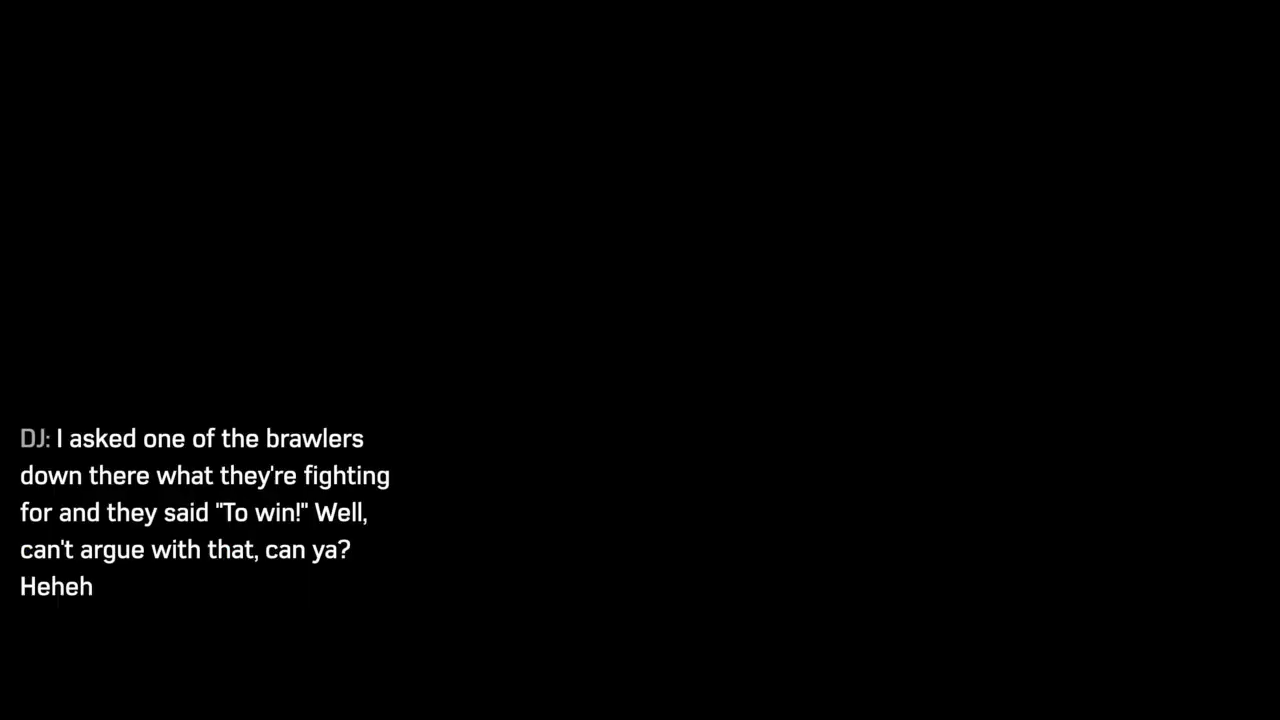 DJ: I asked one of the brawlers
down there what they're fighting
for and they said "To win!" Well,
can't argue with that, can ya?
Heheh